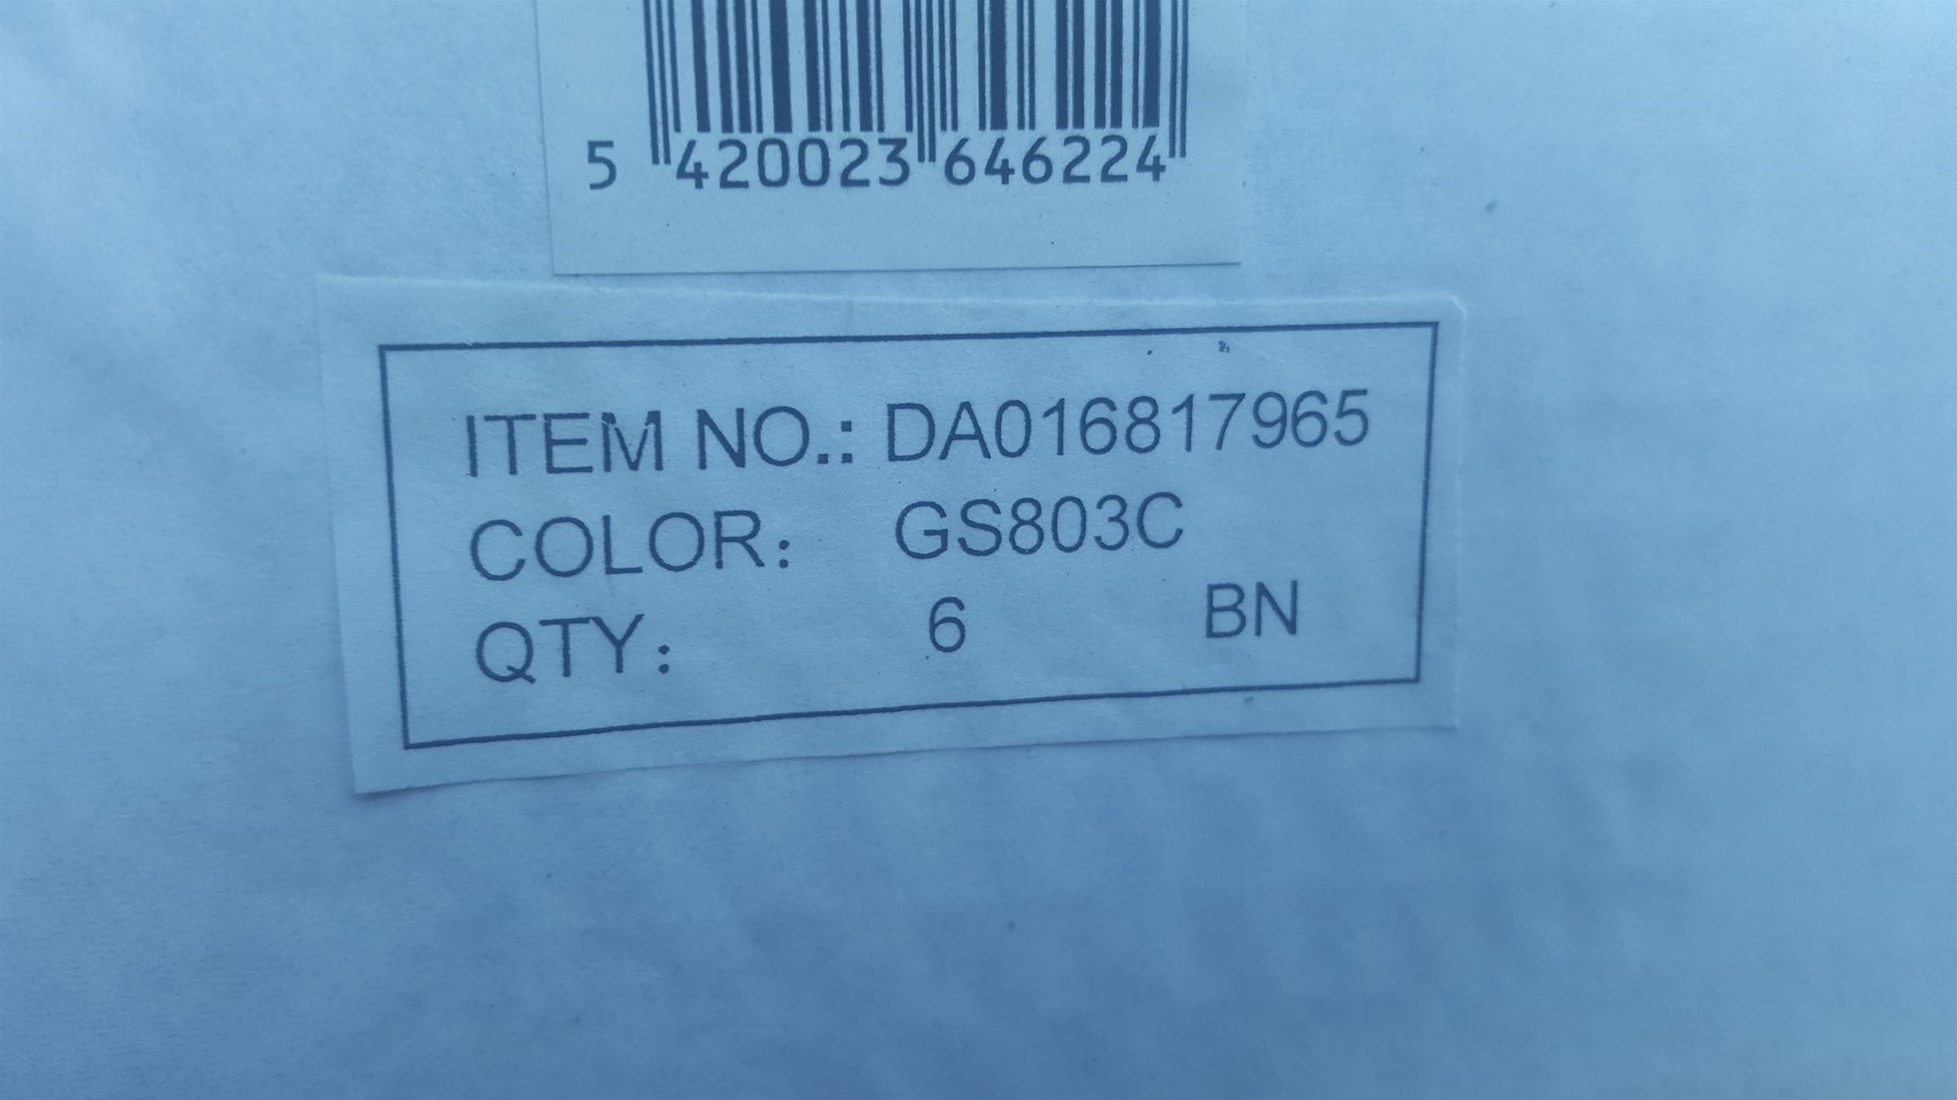 5 420023 646224
ITEM NO.: DA016817965
COLOR: GS803C
QTY: 6 BN